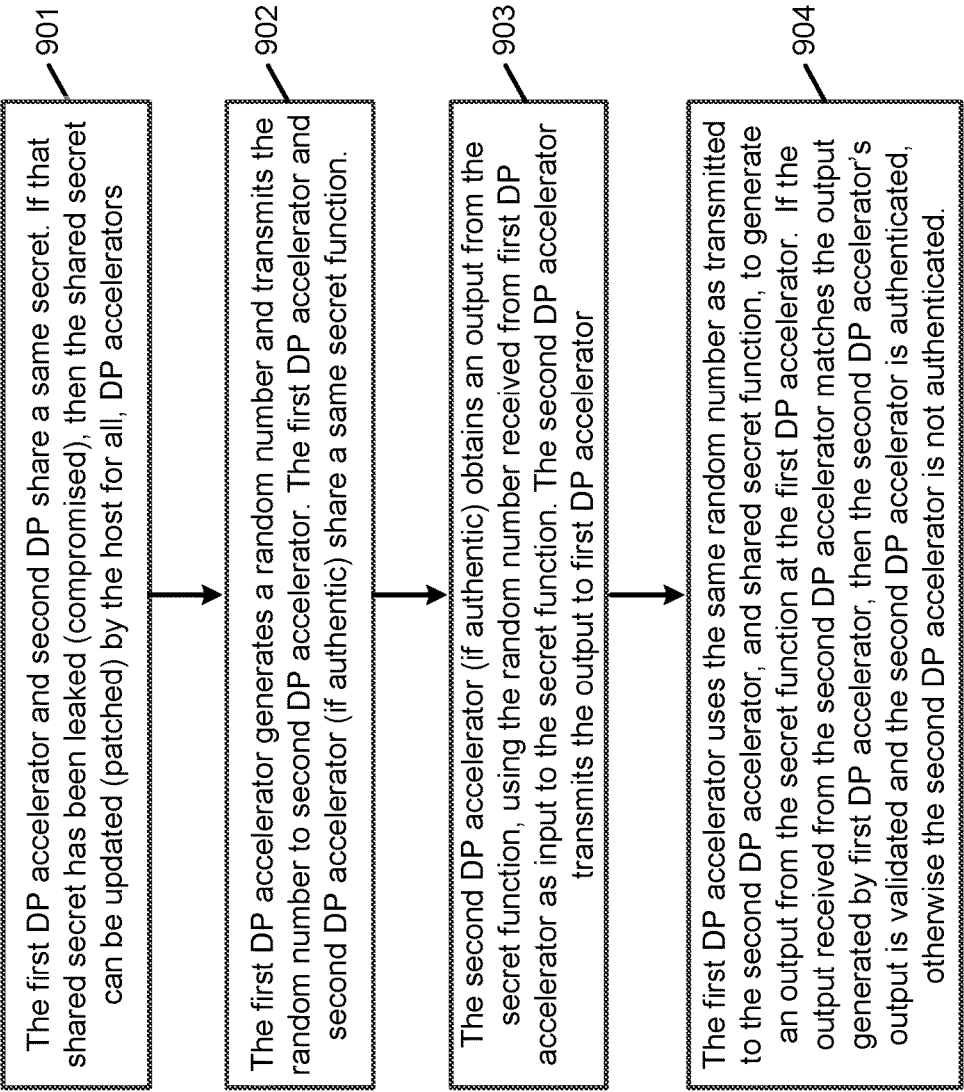 901
The first DP accelerator and second DP share a same secret. If that
shared secret has been leaked (compromised), then the shared secret
can be updated (patched) by the host for all, DP accelerators
902
The first DP accelerator generates a random number and transmits the
random number to second DP accelerator. The first DP accelerator and
second DP accelerator (if authentic) share a same secret function.
903
The second DP accelerator (if authentic) obtains an output from the
secret function, using the random number received from first DP
accelerator as input to the secret function. The second DP accelerator
transmits the output to first DP accelerator
904
The first DP accelerator uses the same random number as transmitted
to the second DP accelerator, and shared secret function, to generate
an output from the secret function at the first DP accelerator. If the
output received from the second DP accelerator matches the output
generated by first DP accelerator, then the second DP accelerator's
output is validated and the second DP accelerator is authenticated,
otherwise the second DP accelerator is not authenticated.